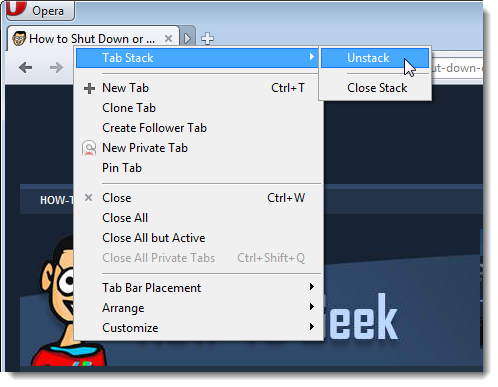 Opera
How to Shut Down or ...
Tab Stack
Unstack
Close Stack
ut-down-
New Tab Ctrl+T
Clone Tab
Create Follower Tab
New Private Tab
Pin Tab
HOW-T
Close Ctrl+W
Close All
Close All but Active
Close All Private Tabs Ctrl+Shift+Q
Tab Bar Placement
Arrange
Customize
eek